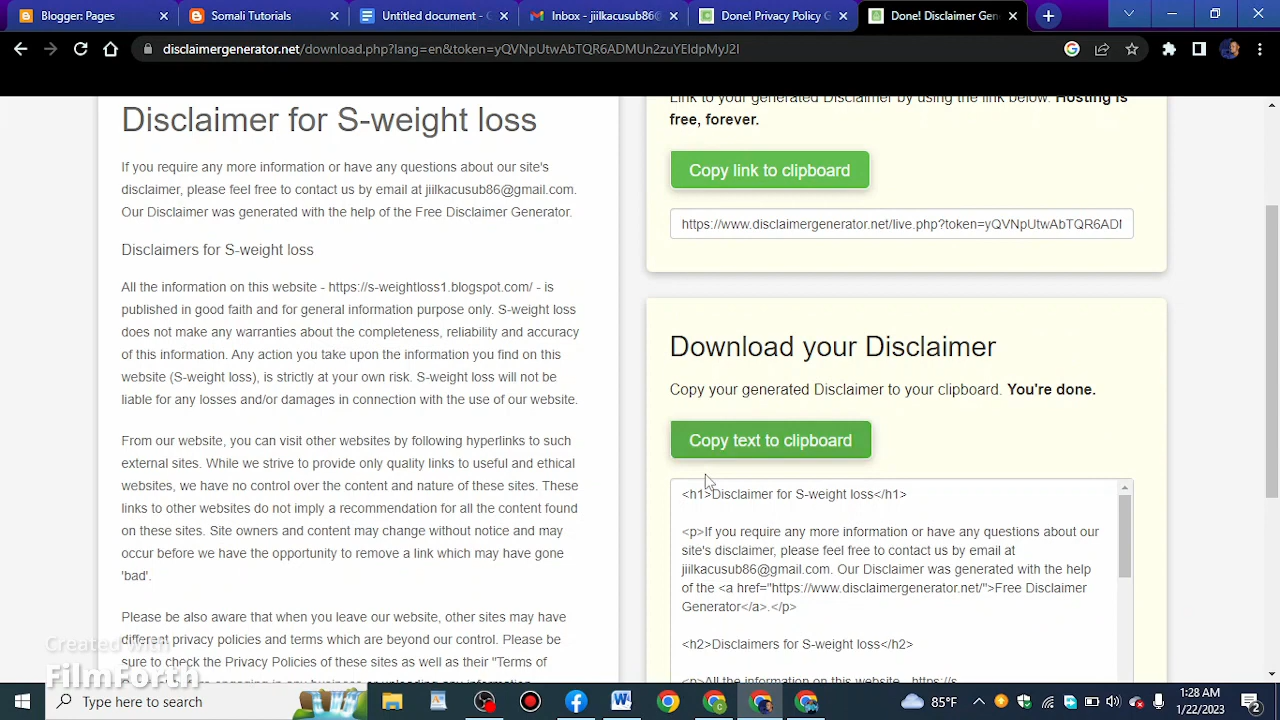 Blogger: Pages
Somali Tutorials
Untitled document - G
Inbox - jiilkacusub86@
Done! Privacy Policy G
Done! Disclaimer Gen
disclaimergenerator.net/download.php?lang=en&token=yQVNpUtwAbTQR6ADMUn2zuYEldpMyJ2I
Disclaimer for S-weight loss
If you require any more information or have any questions about our site's
disclaimer, please feel free to contact us by email at jiilkacusub86@gmail.com.
Our Disclaimer was generated with the help of the Free Disclaimer Generator.
Disclaimers for S-weight loss
All the information on this website - https://s-weightloss1.blogspot.com/ - is
published in good faith and for general information purpose only. S-weight loss
does not make any warranties about the completeness, reliability and accuracy
of this information. Any action you take upon the information you find on this
website (S-weight loss), is strictly at your own risk. S-weight loss will not be
liable for any losses and/or damages in connection with the use of our website.
From our website, you can visit other websites by following hyperlinks to such
external sites. While we strive to provide only quality links to useful and ethical
websites, we have no control over the content and nature of these sites. These
links to other websites do not imply a recommendation for all the content found
on these sites. Site owners and content may change without notice and may
occur before we have the opportunity to remove a link which may have gone
'bad'.
Please be also aware that when you leave our website, other sites may have
different privacy policies and terms which are beyond our control. Please be
sure to check the Privacy Policies of these sites as well as their "Terms of
Link to your generated Disclaimer by using the link below. Hosting is
free, forever.
Copy link to clipboard
https://www.disclaimergenerator.net/live.php?token=yQVNpUtwAbTQR6ADI
Download your Disclaimer
Copy your generated Disclaimer to your clipboard. You're done.
Copy text to clipboard
<h1>Disclaimer for S-weight loss</h1>
<p>If you require any more information or have any questions about our
site's disclaimer, please feel free to contact us by email at
jiilkacusub86@gmail.com. Our Disclaimer was generated with the help
of the <a href="https://www.disclaimergenerator.net/">Free Disclaimer
Generator</a>.</p>
<h2>Disclaimers for S-weight loss</h2>
<p>All the information on this website - https://s-
Created with
FilmForth
Type here to search
85°F
1:28 AM
1/22/2023
2